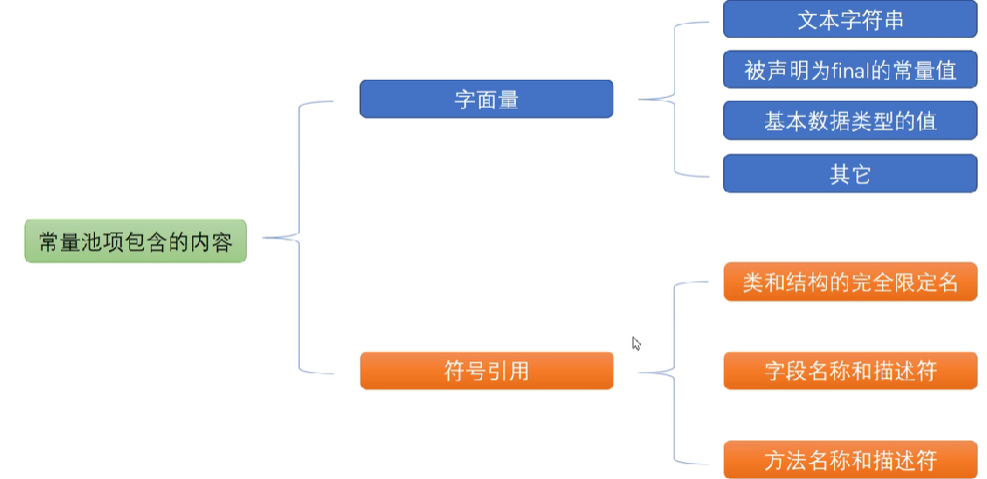 常量池项包含的内容
字面量
文本字符串
被声明为final的常量值
基本数据类型的值
其它
符号引用
类和结构的完全限定名
字段名称和描述符
方法名称和描述符